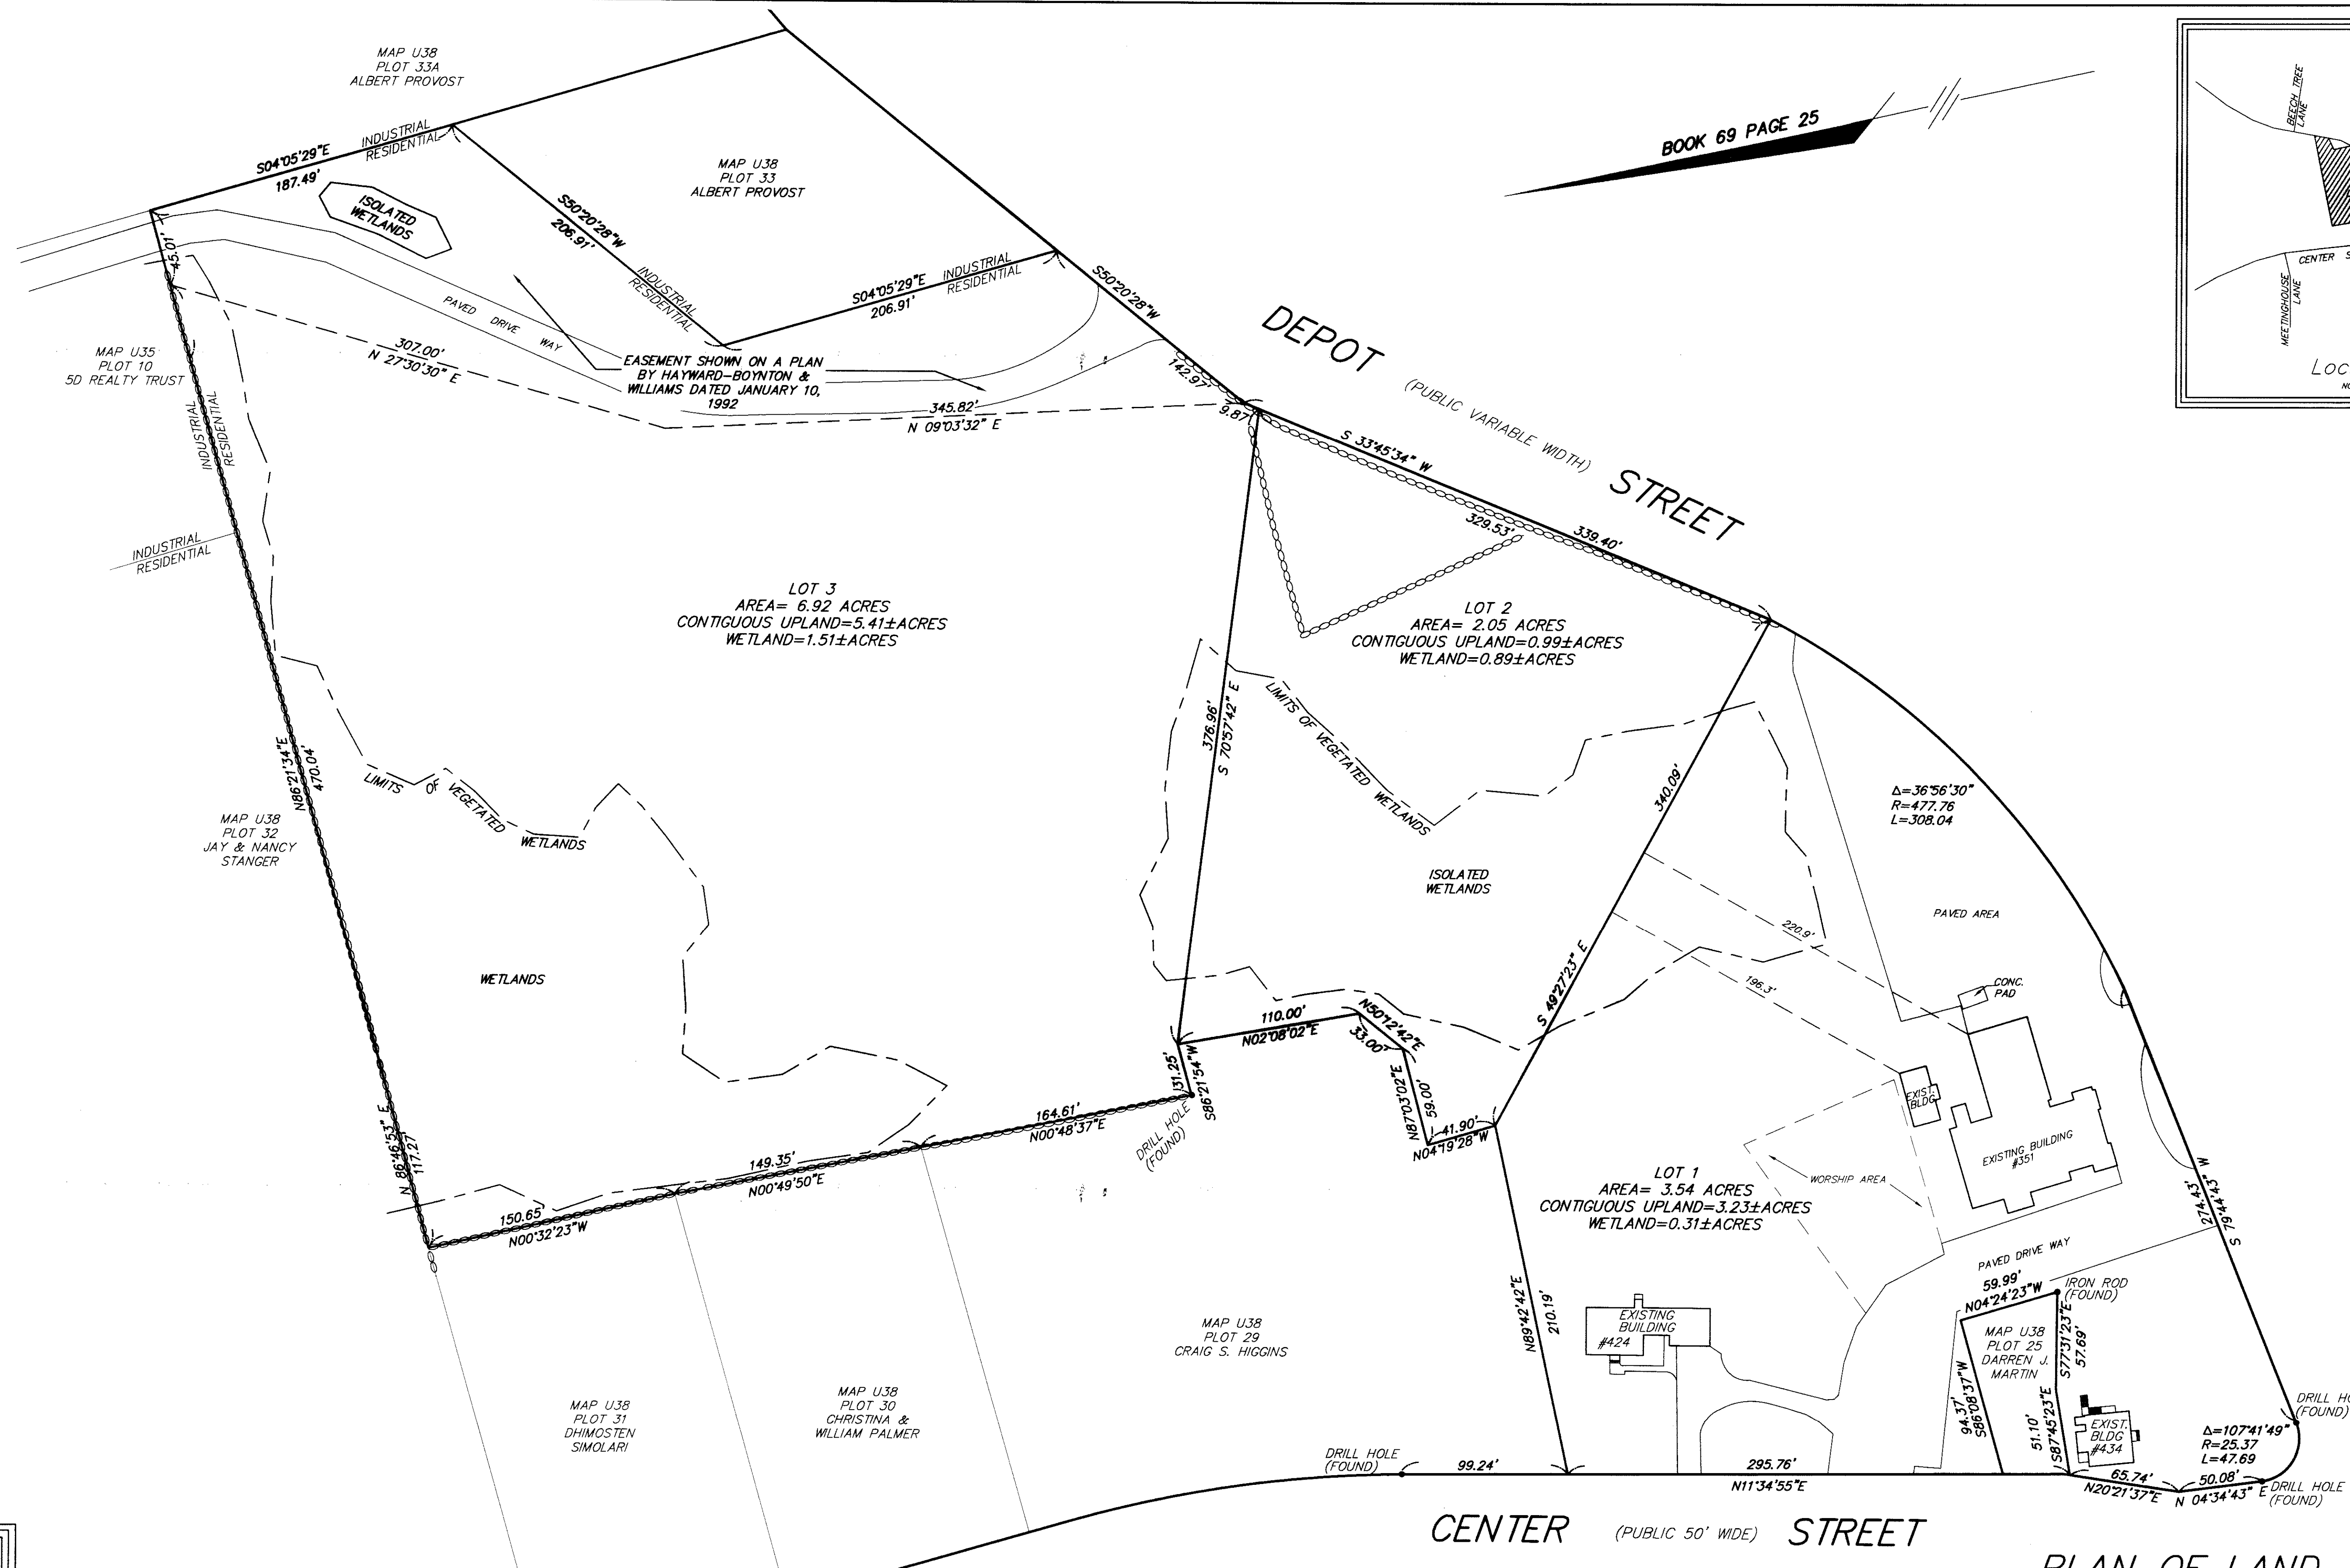 MAP U38
PLOT 33A
ALBERT PROVOST
INDUSTRIAL
RESIDENTIAL
S04°05'29"E
187.49'
ISOLATED
WETLANDS
MAP U38
PLOT 33
ALBERT PROVOST
S50°20'28"W
206.91'
INDUSTRIAL
RESIDENTIAL
S04°05'29"E
206.91'
INDUSTRIAL
RESIDENTIAL
BOOK 69 PAGE 25
BEECH TREE
LANE
CENTER S
MEETINGHOUSE
LANE
45.01'
PAVED DRIVE WAY
307.00'
N 27°30'30" E
EASEMENT SHOWN ON A PLAN
BY HAYWARD-BOYNTON &
WILLIAMS DATED JANUARY 10,
1992
345.82'
N 09°03'32" E
S50°20'28"W
142.97'
9.87'
DEPOT
(PUBLIC VARIABLE WIDTH)
STREET
S 33°45'34" W
329.53'
339.40'
MAP U35
PLOT 10
5D REALTY TRUST
INDUSTRIAL
RESIDENTIAL
INDUSTRIAL
RESIDENTIAL
LOT 3
AREA= 6.92 ACRES
CONTIGUOUS UPLAND=5.41±ACRES
WETLAND=1.51±ACRES
LOT 2
AREA= 2.05 ACRES
CONTIGUOUS UPLAND=0.99±ACRES
WETLAND=0.89±ACRES
376.96'
S 70°57'42" E
LIMITS OF VEGETATED WETLANDS
N86°21'34"E
470.04'
LIMITS OF VEGETATED WETLANDS
MAP U38
PLOT 32
JAY & NANCY
STANGER
340.09'
S 49°27'23" E
Δ=36°56'30"
R=477.76
L=308.04
ISOLATED
WETLANDS
PAVED AREA
220.9'
196.3'
WETLANDS
CONC.
PAD
110.00'
N02°08'02"E
N50°12'42"E
33.00'
31.25'
S86°21'54"W
N87°03'02"E
59.00'
41.90'
N04°19'28"W
EXIST.
BLDG
EXISTING BUILDING
#351
164.61'
N00°48'37"E
DRILL HOLE
(FOUND)
N 86°46'53" E
117.27
149.35'
N00°49'50"E
150.65'
N00°32'23"W
LOT 1
AREA= 3.54 ACRES
CONTIGUOUS UPLAND=3.23±ACRES
WETLAND=0.31±ACRES
WORSHIP AREA
274.43'
S 79°44'43" W
PAVED DRIVE WAY
59.99'
N04°24'23"W
IRON ROD
(FOUND)
MAP U38
PLOT 25
DARREN J.
MARTIN
S77°31'23"E
57.69'
94.37'
S86°08'37"W
51.10'
S87°45'23"E
N89°42'42"E
210.19'
EXISTING
BUILDING
#424
MAP U38
PLOT 29
CRAIG S. HIGGINS
MAP U38
PLOT 30
CHRISTINA &
WILLIAM PALMER
MAP U38
PLOT 31
DHIMOSTEN
SIMOLARI
EXIST.
BLDG
#434
Δ=107°41'49"
R=25.37
L=47.69
DRILL HO
(FOUND)
DRILL HOLE
(FOUND)
99.24'
295.76'
N11°34'55"E
65.74'
N20°21'37"E
50.08'
N 04°34'43" E
DRILL HOLE
(FOUND)
CENTER (PUBLIC 50' WIDE) STREET
PLAN OF LAND